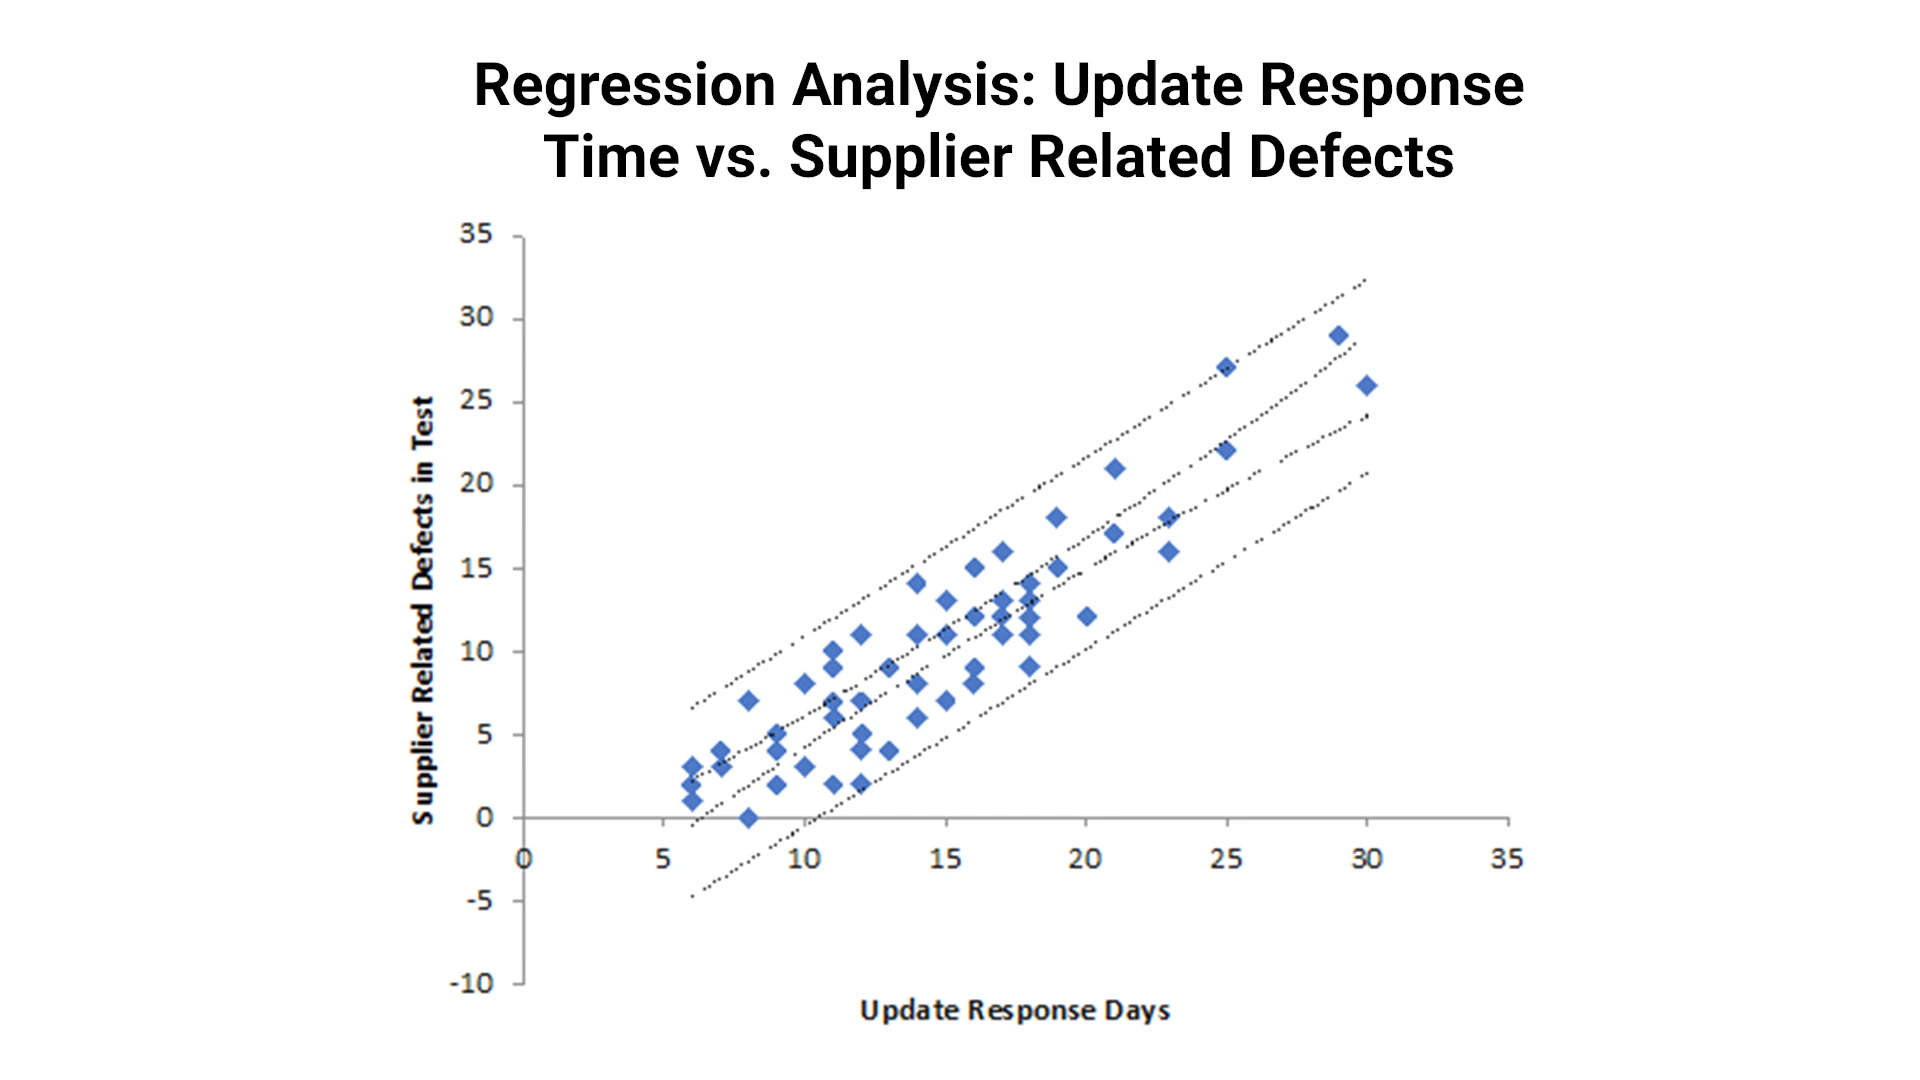 Regression Analysis: Update Response
Time vs. Supplier Related Defects
35
30
25
20
15
10
5
0
-5
-10
Supplier Related Defects in Test
0 5 10 15 20 25 30 35
Update Response Days